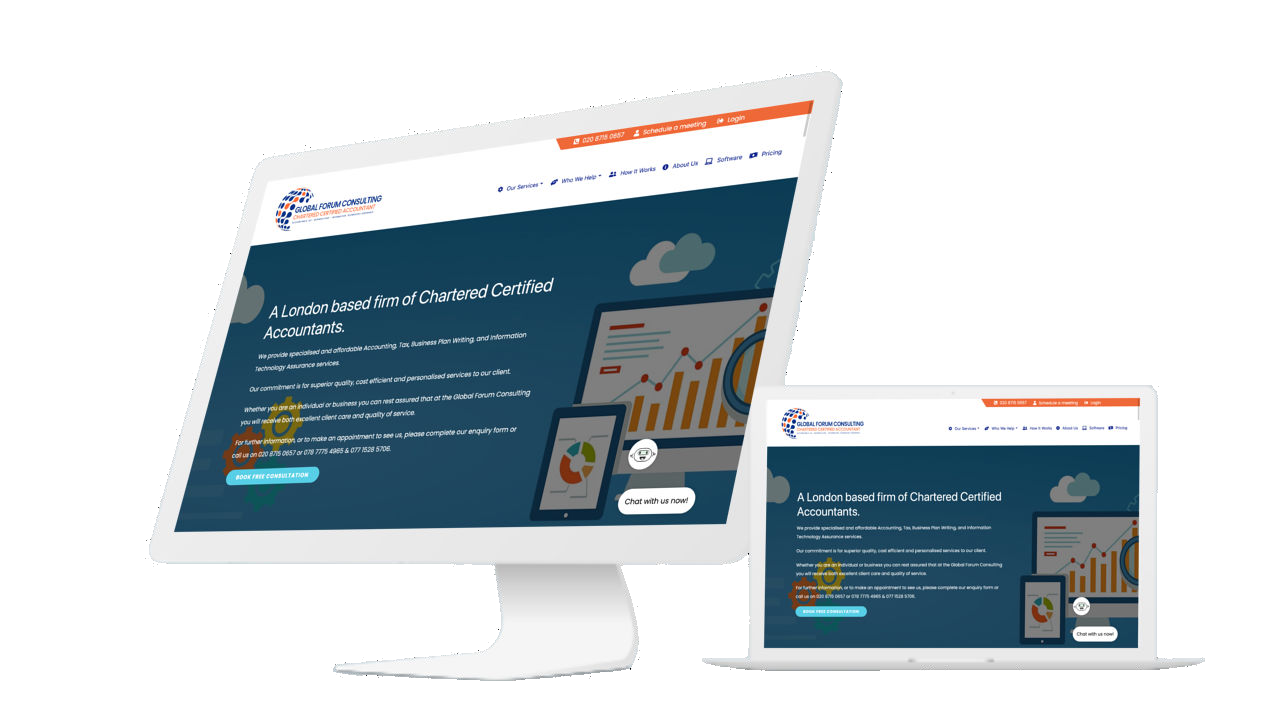 020 8715 0657 Schedule a meeting Login
Our Services Who We Help How It Works About Us Software Pricing
GLOBAL FORUM CONSULTING
CHARTERED CERTIFIED ACCOUNTANT
A London based firm of Chartered Certified
Accountants.
We provide specialised and affordable Accounting, Tax, Business Plan Writing, and Information
Technology Assurance services.
Our commitment is for superior quality, cost efficient and personalised services to our client.
Whether you are an individual or business you can rest assured that at the Global Forum Consulting
you will receive both excellent client care and quality of service.
For further information, or to make an appointment to see us, please complete our enquiry form or
call us on 020 8715 0657 or 078 7775 4965 & 077 1528 5706.
BOOK FREE CONSULTATION
Chat with us now!
020 8715 0657 Schedule a meeting Login
Our Services Who We Help How It Works About Us Software Pricing
GLOBAL FORUM CONSULTING
CHARTERED CERTIFIED ACCOUNTANT
A London based firm of Chartered Certified
Accountants.
We provide specialised and affordable Accounting, Tax, Business Plan Writing, and Information
Technology Assurance services.
Our commitment is for superior quality, cost efficient and personalised services to our client.
Whether you are an individual or business you can rest assured that at the Global Forum Consulting
you will receive both excellent client care and quality of service.
For further information, or to make an appointment to see us, please complete our enquiry form or
call us on 020 8715 0657 or 078 7775 4965 & 077 1528 5706.
BOOK FREE CONSULTATION
Chat with us now!